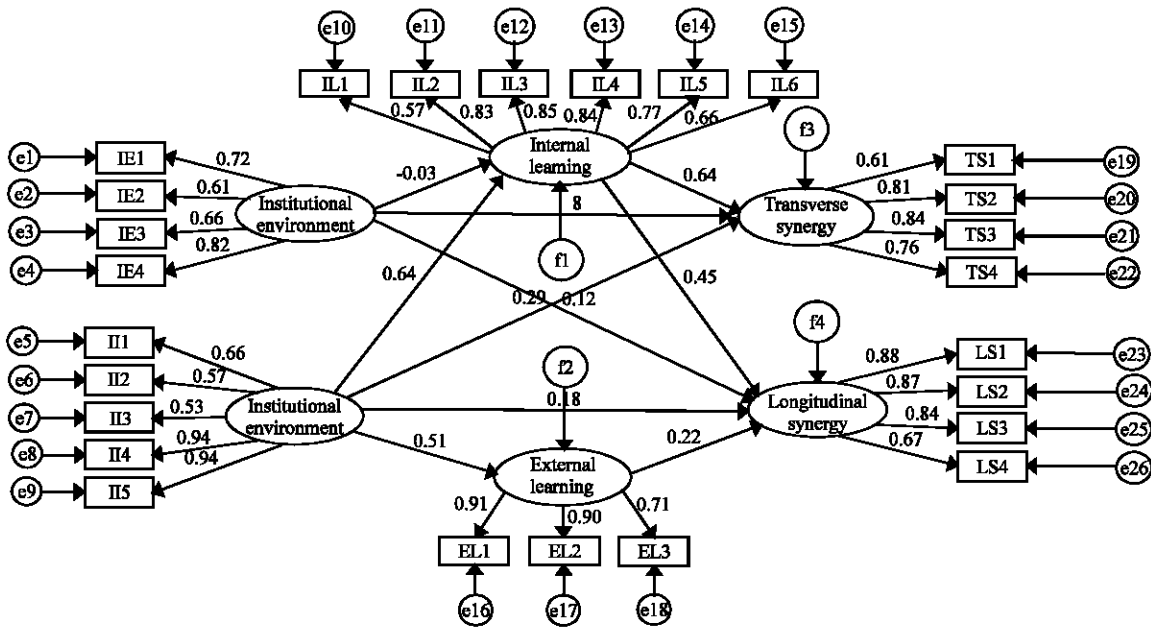 e10
e11
e12
e13
e14
e15
IL1
IL2
IL3
IL4
IL5
IL6
0.57
0.83
0.85
0.84
0.77
0.66
f3
e1
IE1
0.72
Internal
learning
0.61
TS1
e19
e2
IE2
0.61
-0.03
0.64
0.81
TS2
e20
Institutional
environment
8
Transverse
synergy
e3
IE3
0.66
0.84
TS3
e21
e4
IE4
0.82
f1
0.76
TS4
e22
0.64
0.45
0.29
0.12
e5
II1
0.66
f2
f4
0.88
LS1
e23
e6
II2
0.57
0.87
LS2
e24
e7
II3
0.53
Institutional
environment
0.18
Longitudinal
synergy
0.84
LS3
e25
e8
II4
0.94
0.51
0.22
0.67
LS4
e26
e9
II5
0.94
External
learning
0.91
0.90
0.71
EL1
EL2
EL3
e16
e17
e18